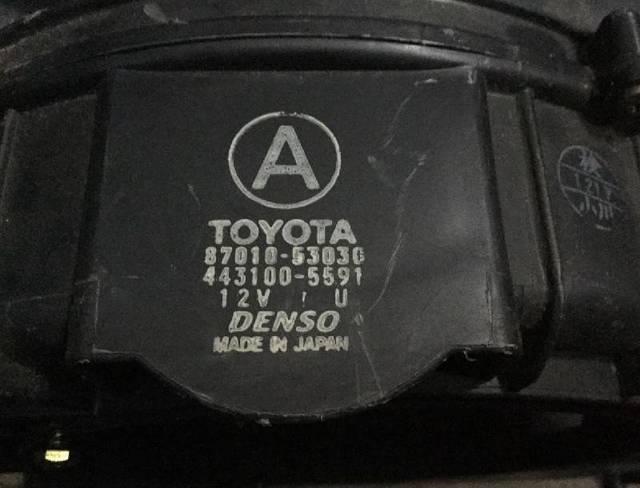 A
TOYOTA
87010-53030
443100-5591
12V U
DENSO
MADE IN JAPAN